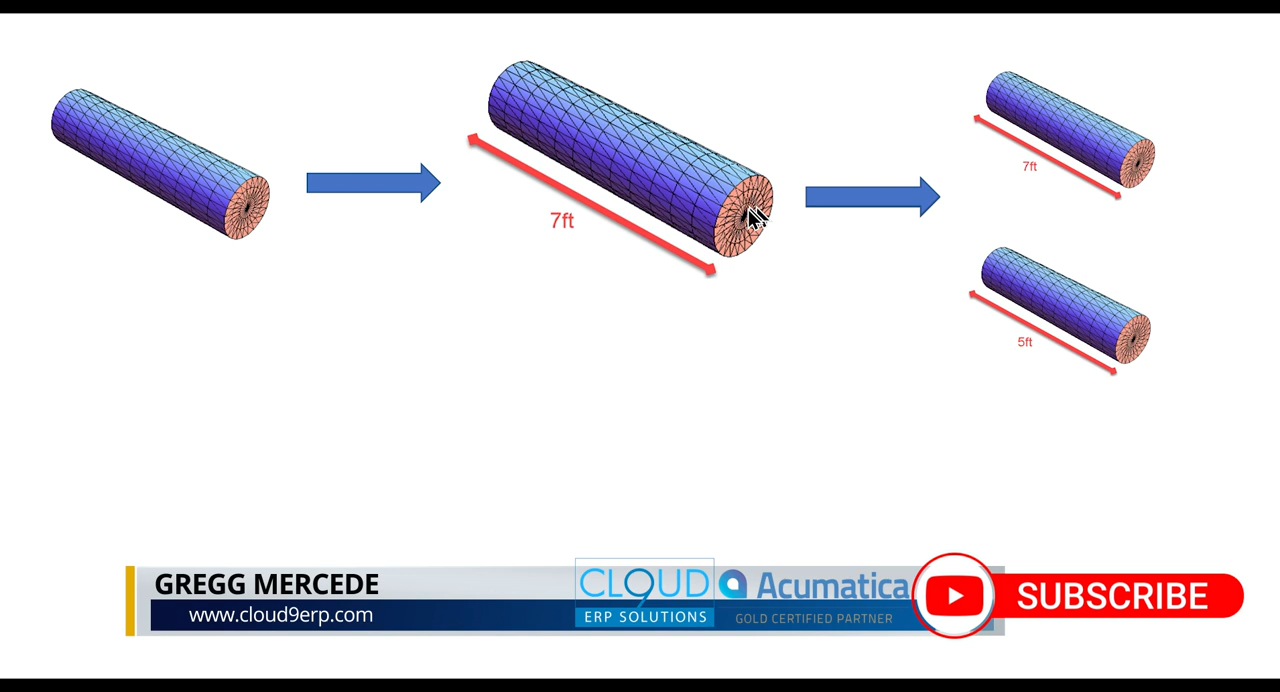 7ft
7ft
5ft
GREGG MERCEDE
www.cloud9erp.com
CLOUD
ERP SOLUTIONS
Acumatica
GOLD CERTIFIED PARTNER
SUBSCRIBE